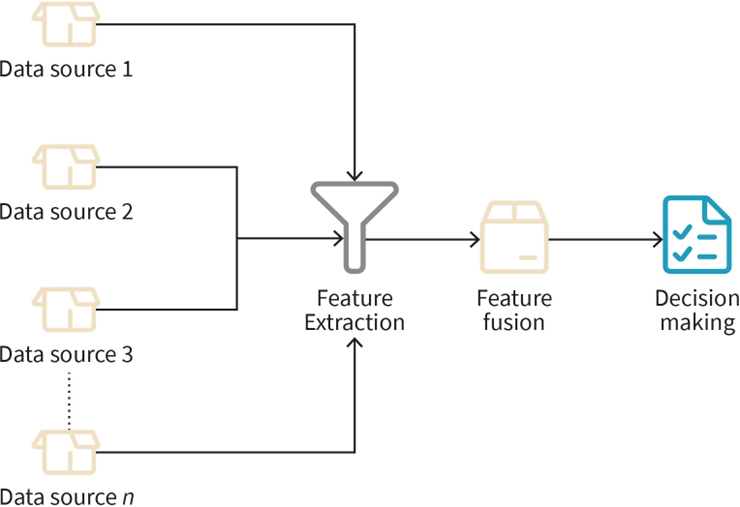 Data source 1
Data source 2
Data source 3
Data source n
Feature
Extraction
Feature
fusion
Decision
making